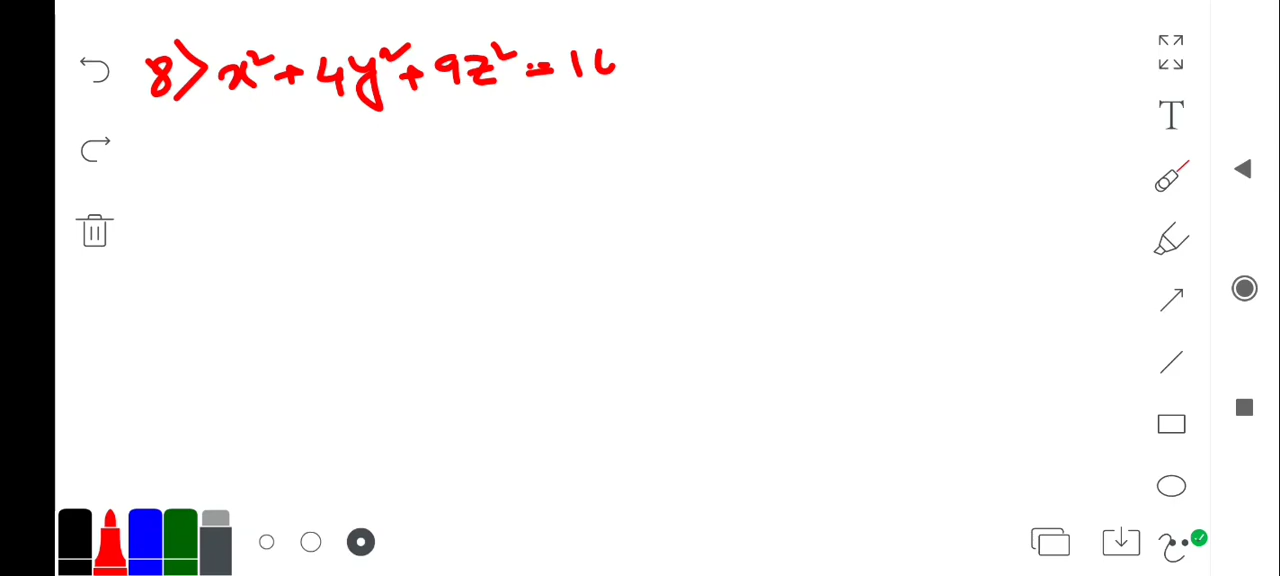 8> x² + 4y² + 9z² = 16
T